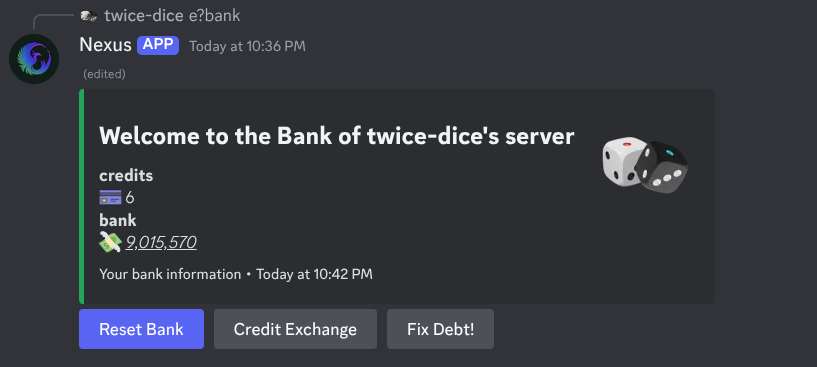 twice-dice e?bank
Nexus APP Today at 10:36 PM
(edited)
Welcome to the Bank of twice-dice's server
credits
6
bank
9,015,570
Your bank information • Today at 10:42 PM
Reset Bank Credit Exchange Fix Debt!